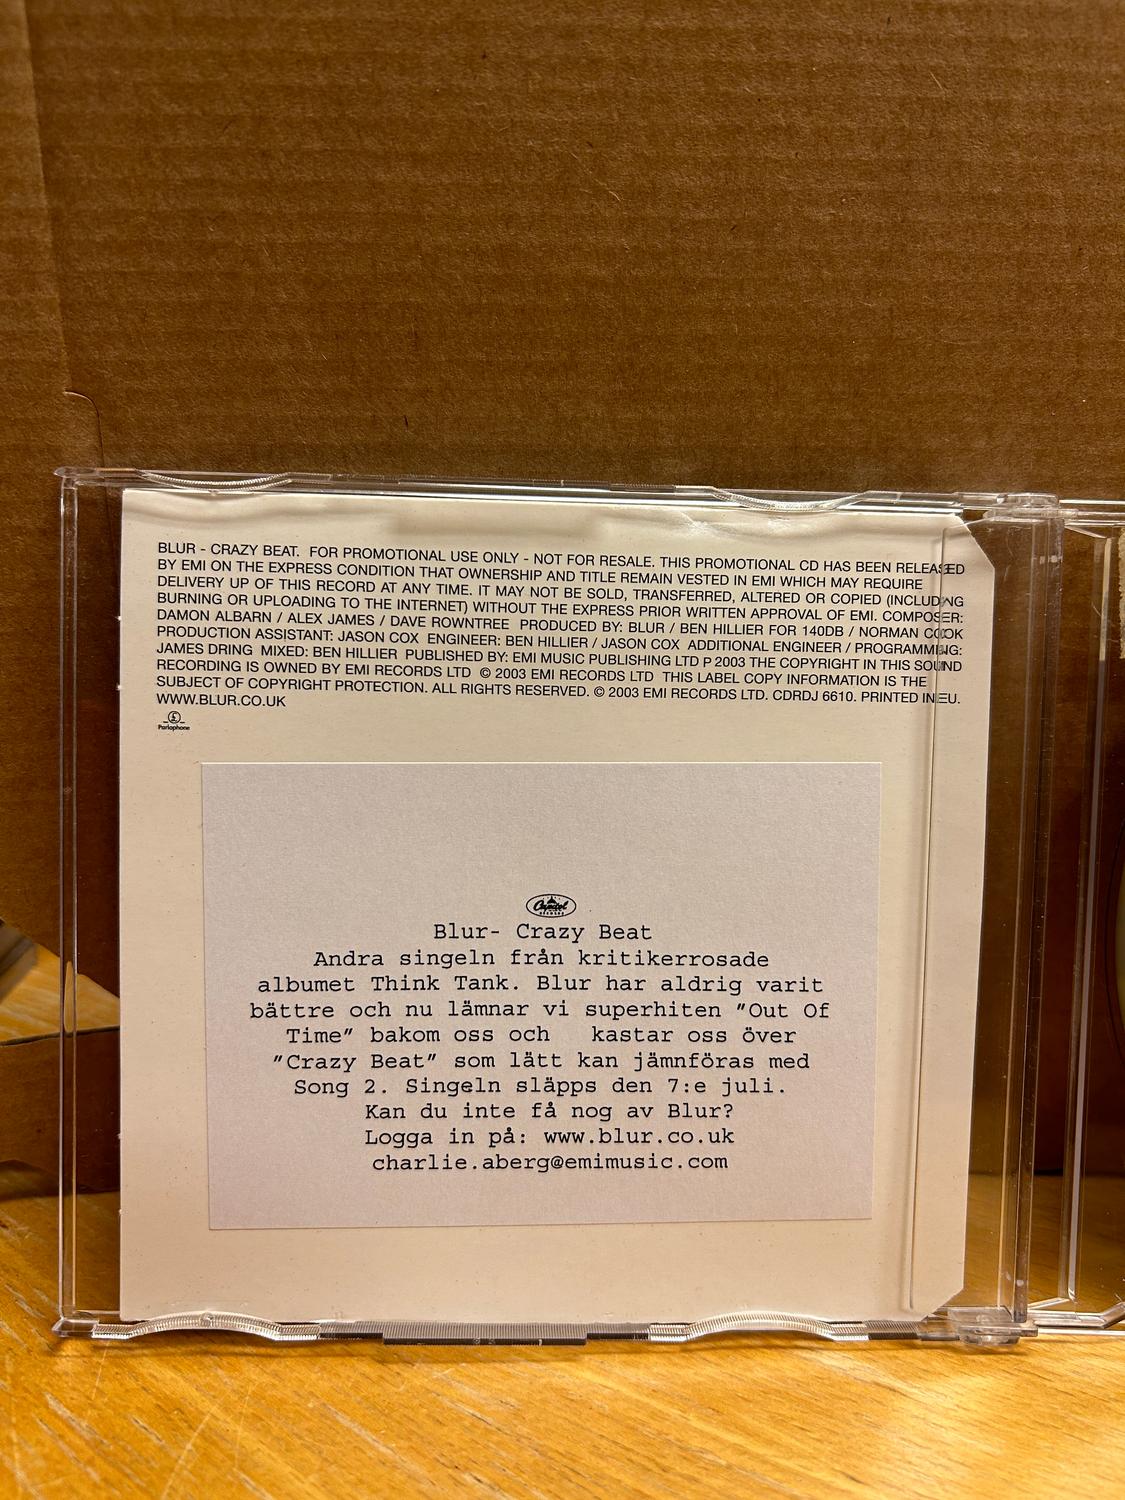 BLUR - CRAZY BEAT. FOR PROMOTIONAL USE ONLY - NOT FOR RESALE. THIS PROMOTIONAL CD HAS BEEN RELEASED
BY EMI ON THE EXPRESS CONDITION THAT OWNERSHIP AND TITLE REMAIN VESTED IN EMI WHICH MAY REQUIRE
DELIVERY UP OF THIS RECORD AT ANY TIME. IT MAY NOT BE SOLD, TRANSFERRED, ALTERED OR COPIED (INCLUDING
BURNING OR UPLOADING TO THE INTERNET) WITHOUT THE EXPRESS PRIOR WRITTEN APPROVAL OF EMI. COMPOSER:
DAMON ALBARN / ALEX JAMES / DAVE ROWNTREE PRODUCED BY: BLUR / BEN HILLIER FOR 140DB / NORMAN COOK
PRODUCTION ASSISTANT: JASON COX ENGINEER: BEN HILLIER / JASON COX ADDITIONAL ENGINEER / PROGRAMMING:
JAMES DRING MIXED: BEN HILLIER PUBLISHED BY: EMI MUSIC PUBLISHING LTD P 2003 THE COPYRIGHT IN THIS SOUND
RECORDING IS OWNED BY EMI RECORDS LTD © 2003 EMI RECORDS LTD THIS LABEL COPY INFORMATION IS THE
SUBJECT OF COPYRIGHT PROTECTION. ALL RIGHTS RESERVED. © 2003 EMI RECORDS LTD. CDRDJ 6610. PRINTED IN EU.
WWW.BLUR.CO.UK
£
Parlophone
Capitol
RECORDS
Blur- Crazy Beat
Andra singeln från kritikerrosade
albumet Think Tank. Blur har aldrig varit
bättre och nu lämnar vi superhiten "Out Of
Time" bakom oss och kastar oss över
"Crazy Beat" som lätt kan jämnföras med
Song 2. Singeln släpps den 7:e juli.
Kan du inte få nog av Blur?
Logga in på: www.blur.co.uk
charlie.aberg@emimusic.com